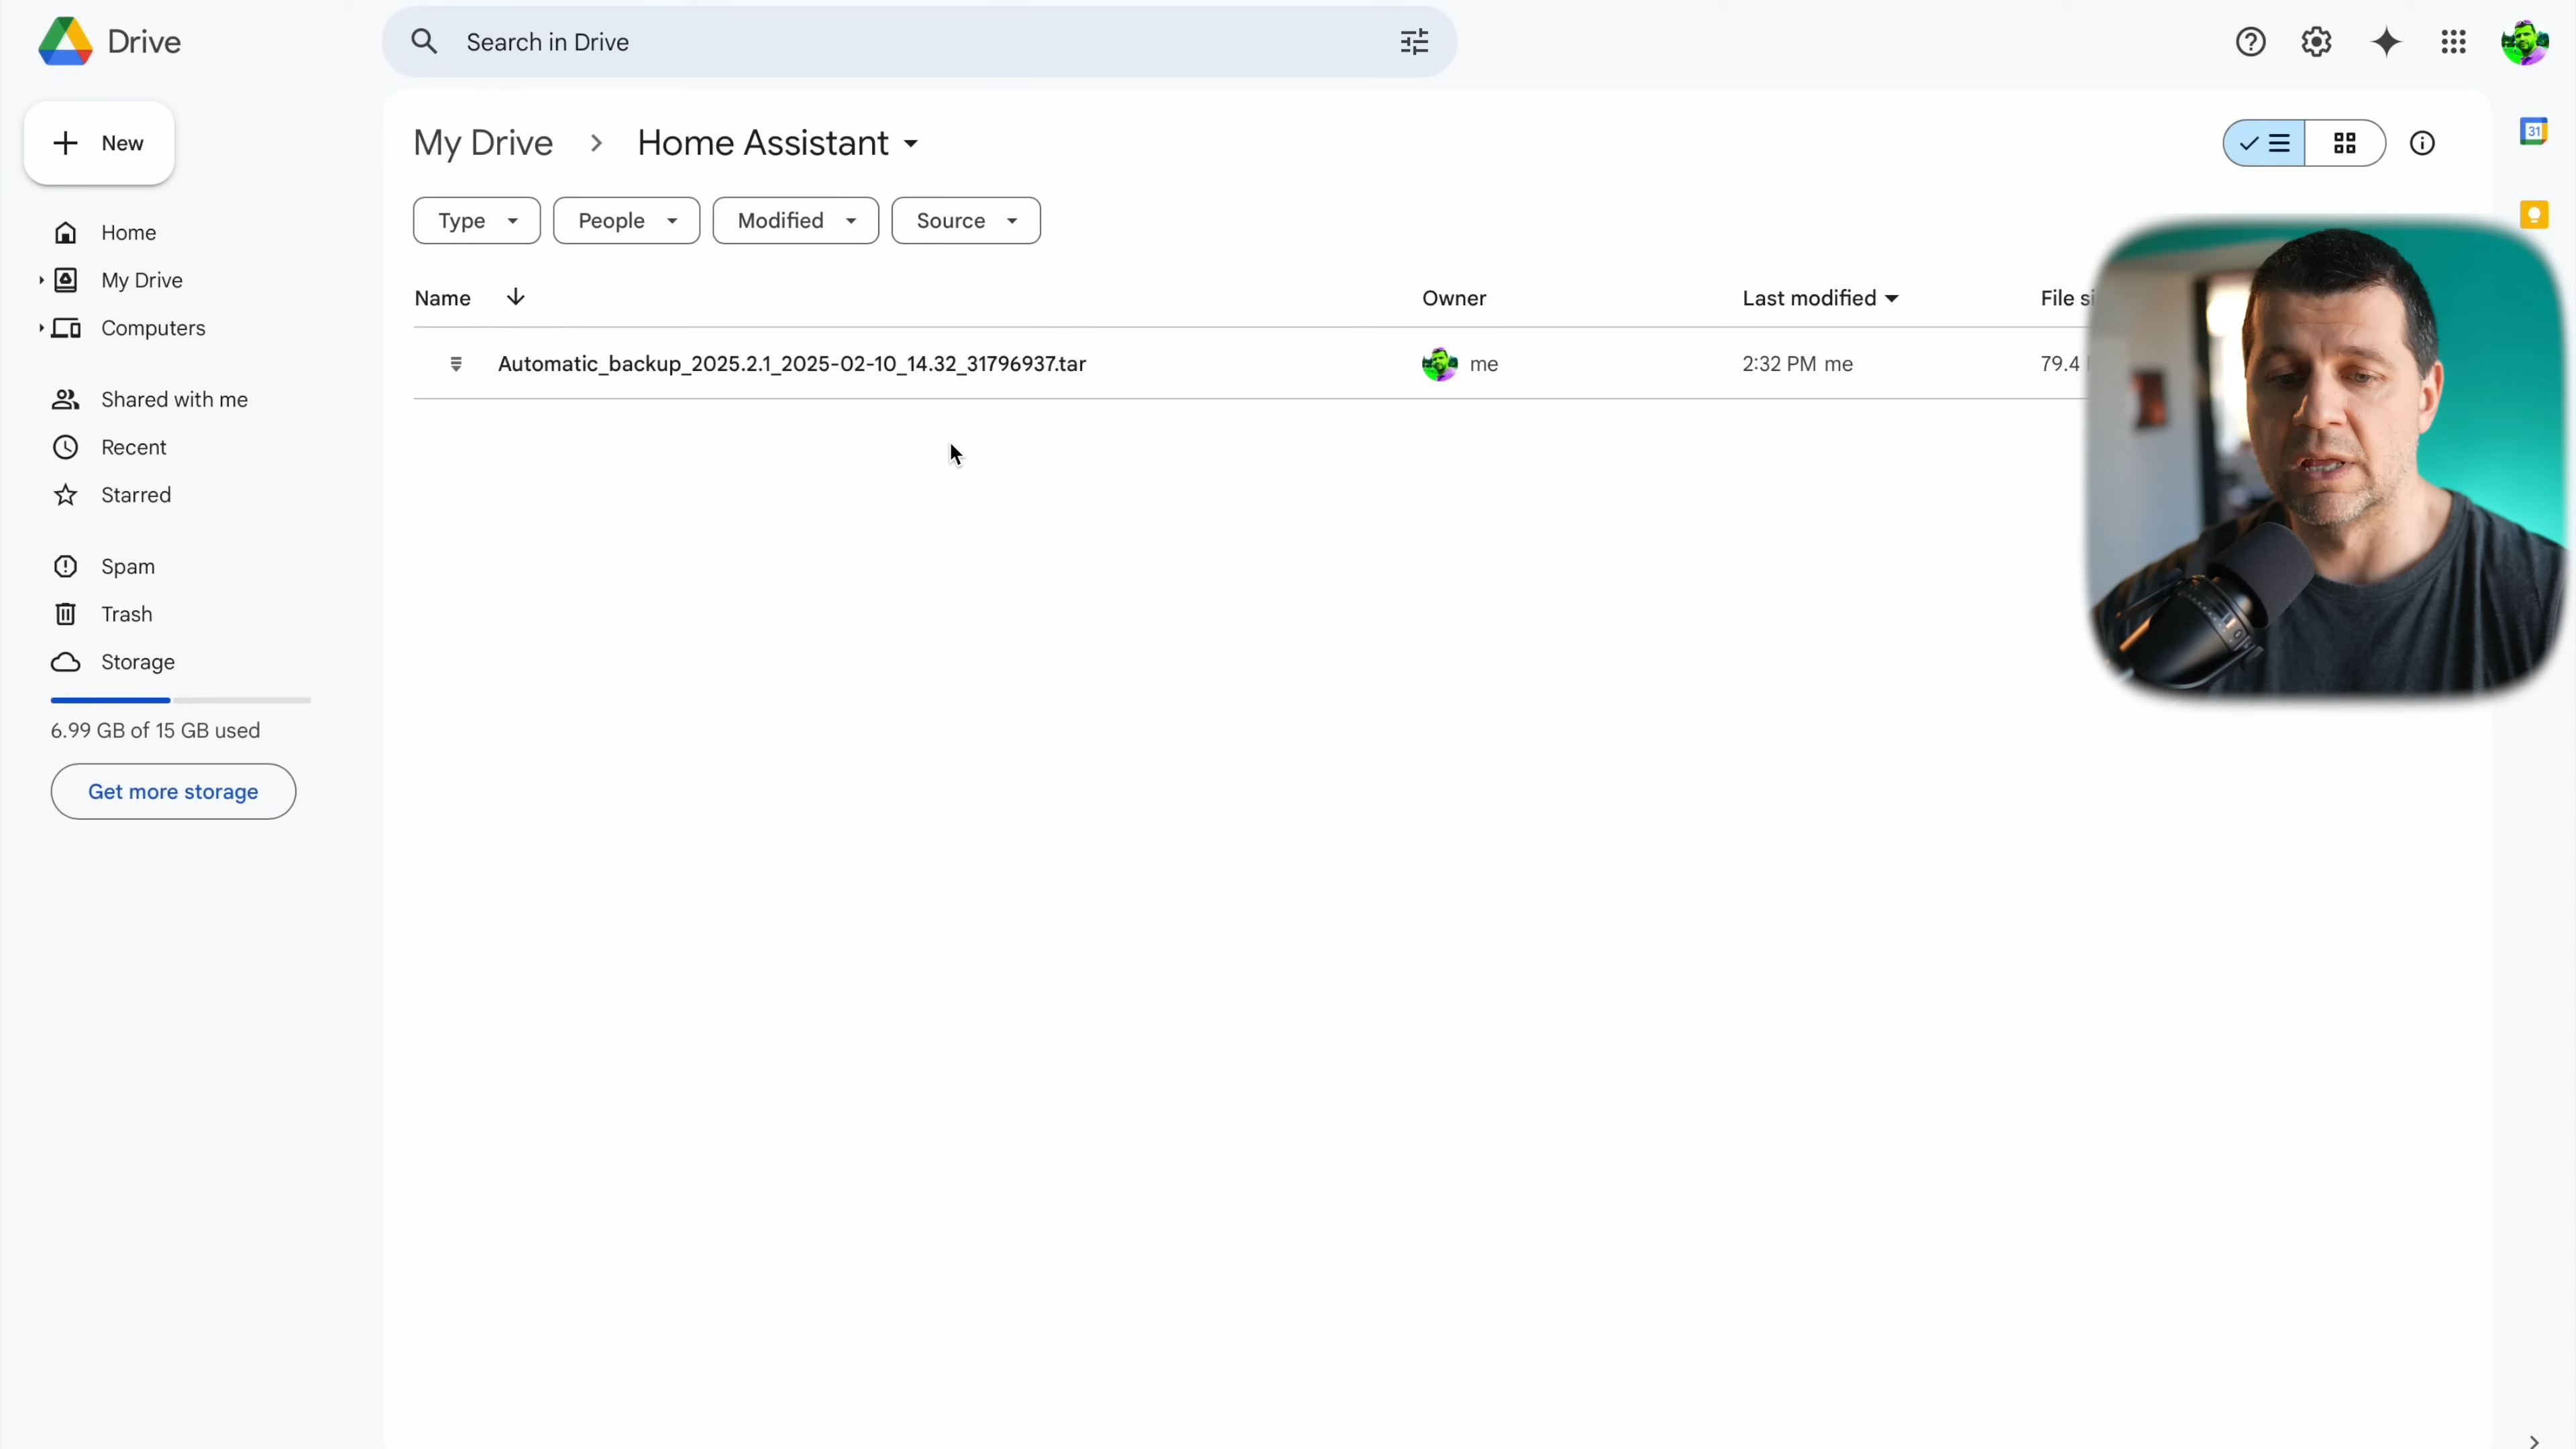 Drive
Search in Drive
New
My Drive
Home Assistant
31
Type
People
Modified
Source
Home
My Drive
Computers
Name
Owner
Last modified
File
Automatic_backup_2025.2.1_2025-02-10_14.32_31796937.tar
me
2:32 PM me
79.4
Shared with me
Recent
Starred
Spam
Trash
Storage
6.99 GB of 15 GB used
Get more storage